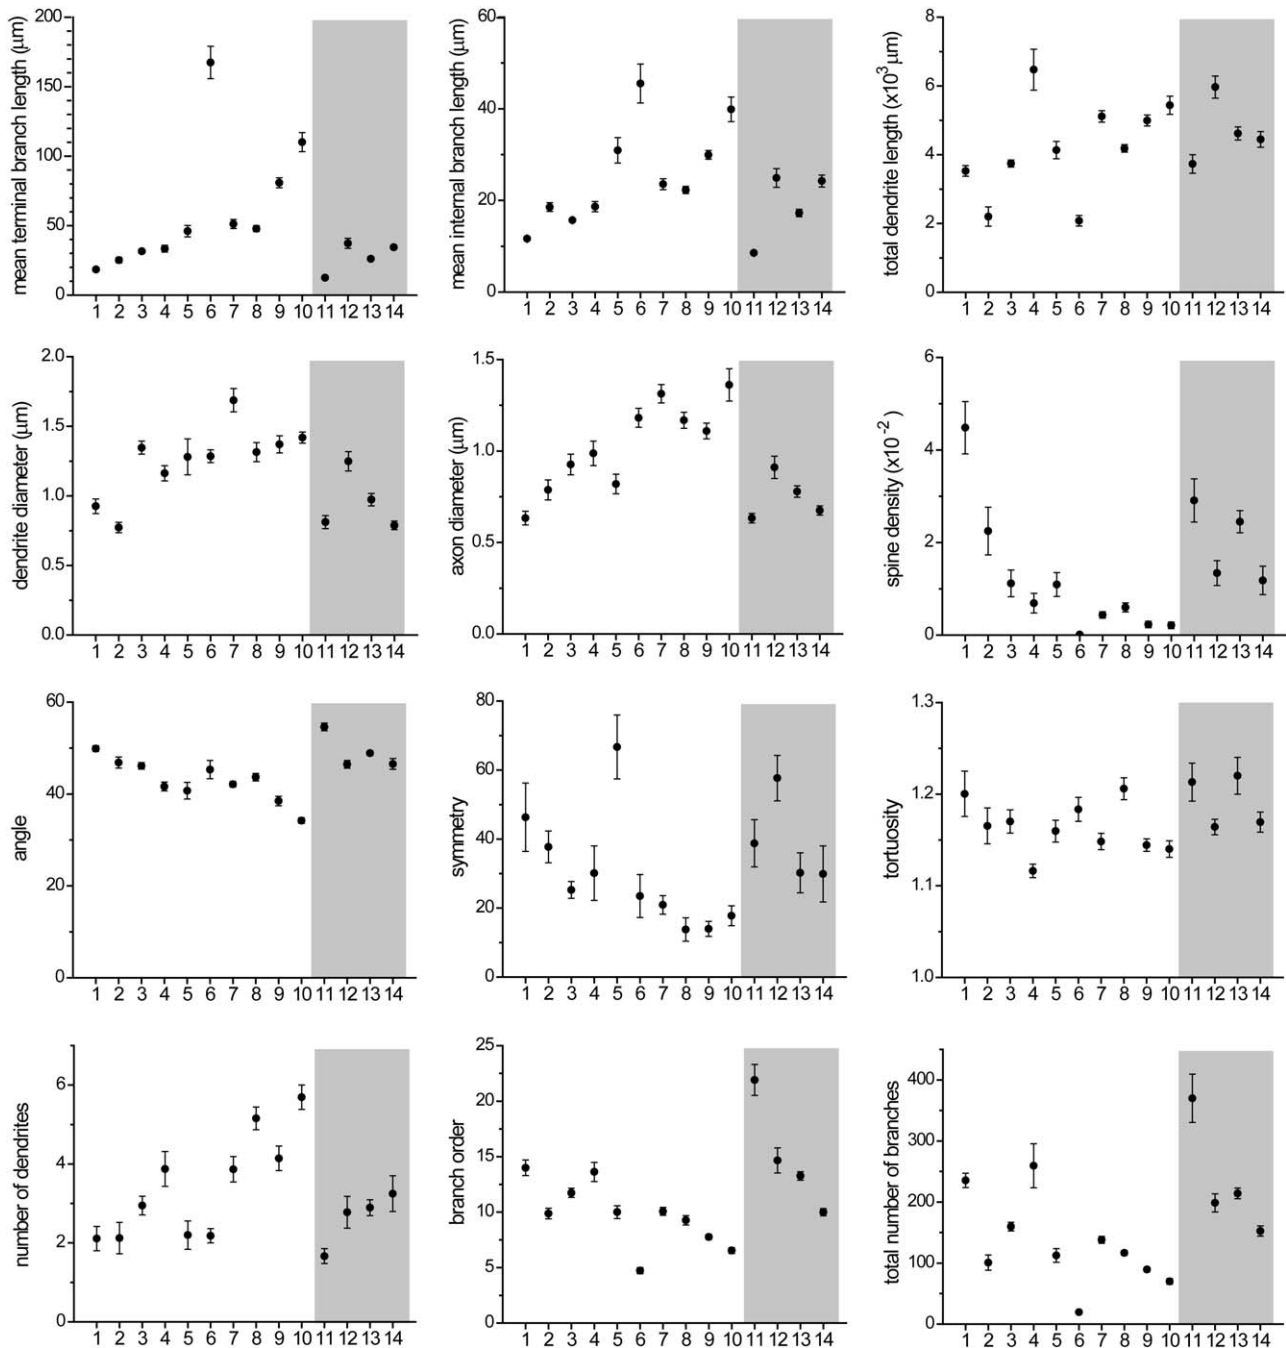 mean terminal branch length (μm)
200
150
100
50
0
1 2 3 4 5 6 7 8 9 10 11 12 13 14
mean internal branch length (μm)
60
40
20
0
1 2 3 4 5 6 7 8 9 10 11 12 13 14
total dendrite length (x10³ μm)
8
6
4
2
0
1 2 3 4 5 6 7 8 9 10 11 12 13 14
dendrite diameter (μm)
2.0
1.5
1.0
0.5
0.0
1 2 3 4 5 6 7 8 9 10 11 12 13 14
axon diameter (μm)
1.5
1.0
0.5
0.0
1 2 3 4 5 6 7 8 9 10 11 12 13 14
spine density (x10⁻²)
6
4
2
0
1 2 3 4 5 6 7 8 9 10 11 12 13 14
angle
60
40
20
0
1 2 3 4 5 6 7 8 9 10 11 12 13 14
symmetry
80
60
40
20
0
1 2 3 4 5 6 7 8 9 10 11 12 13 14
tortuosity
1.3
1.2
1.1
1.0
1 2 3 4 5 6 7 8 9 10 11 12 13 14
number of dendrites
6
4
2
0
1 2 3 4 5 6 7 8 9 10 11 12 13 14
branch order
25
20
15
10
5
0
1 2 3 4 5 6 7 8 9 10 11 12 13 14
total number of branches
400
300
200
100
0
1 2 3 4 5 6 7 8 9 10 11 12 13 14